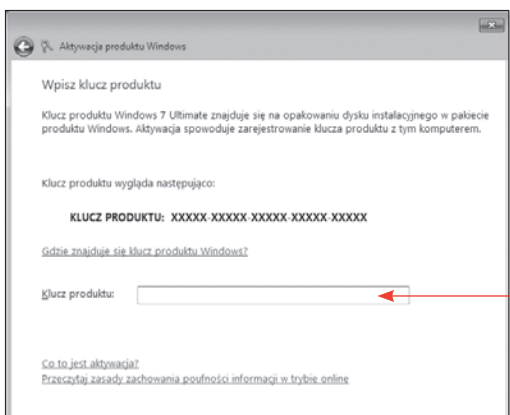 Aktywacja produktu Windows
Wpisz klucz produktu
Klucz produktu Windows 7 Ultimate znajduje się na opakowaniu dysku instalacyjnego w pakiecie
produktu Windows. Aktywacja spowoduje zarejestrowanie klucza produktu z tym komputerem.
Klucz produktu wygląda następująco:
KLUCZ PRODUKTU: XXXXX-XXXXX-XXXXX-XXXXX-XXXXX
Gdzie znajduje się klucz produktu Windows?
Klucz produktu:
Co to jest aktywacja?
Przeczytaj zasady zachowania poufności informacji w trybie online